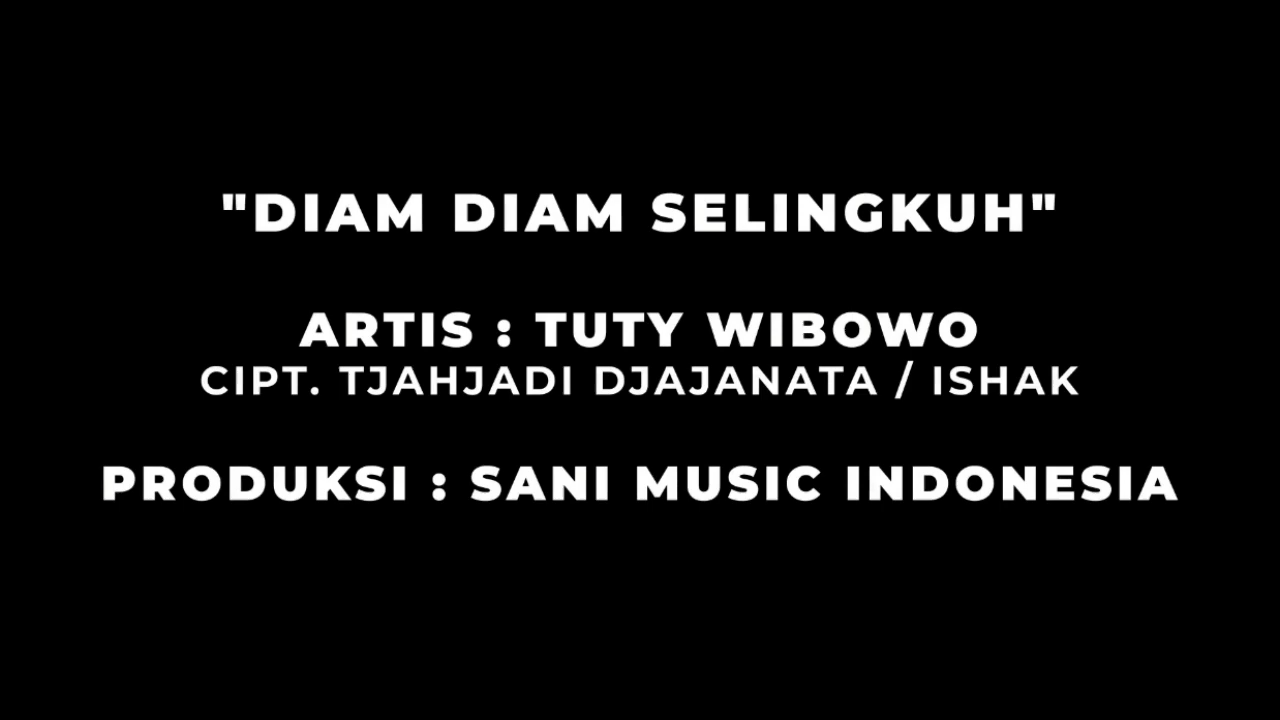 "DIAM DIAM SELINGKUH"
ARTIS : TUTY WIBOWO
CIPT. TJAHJADI DJAJANATA / ISHAK
PRODUKSI : SANI MUSIC INDONESIA